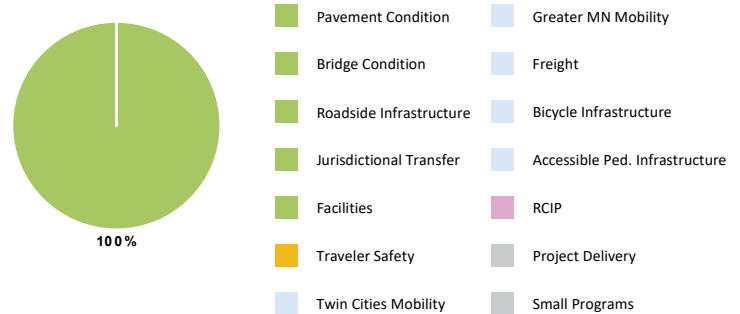 100%
Pavement Condition
Bridge Condition
Roadside Infrastructure
Jurisdictional Transfer
Facilities
Traveler Safety
Twin Cities Mobility
Greater MN Mobility
Freight
Bicycle Infrastructure
Accessible Ped. Infrastructure
RCIP
Project Delivery
Small Programs